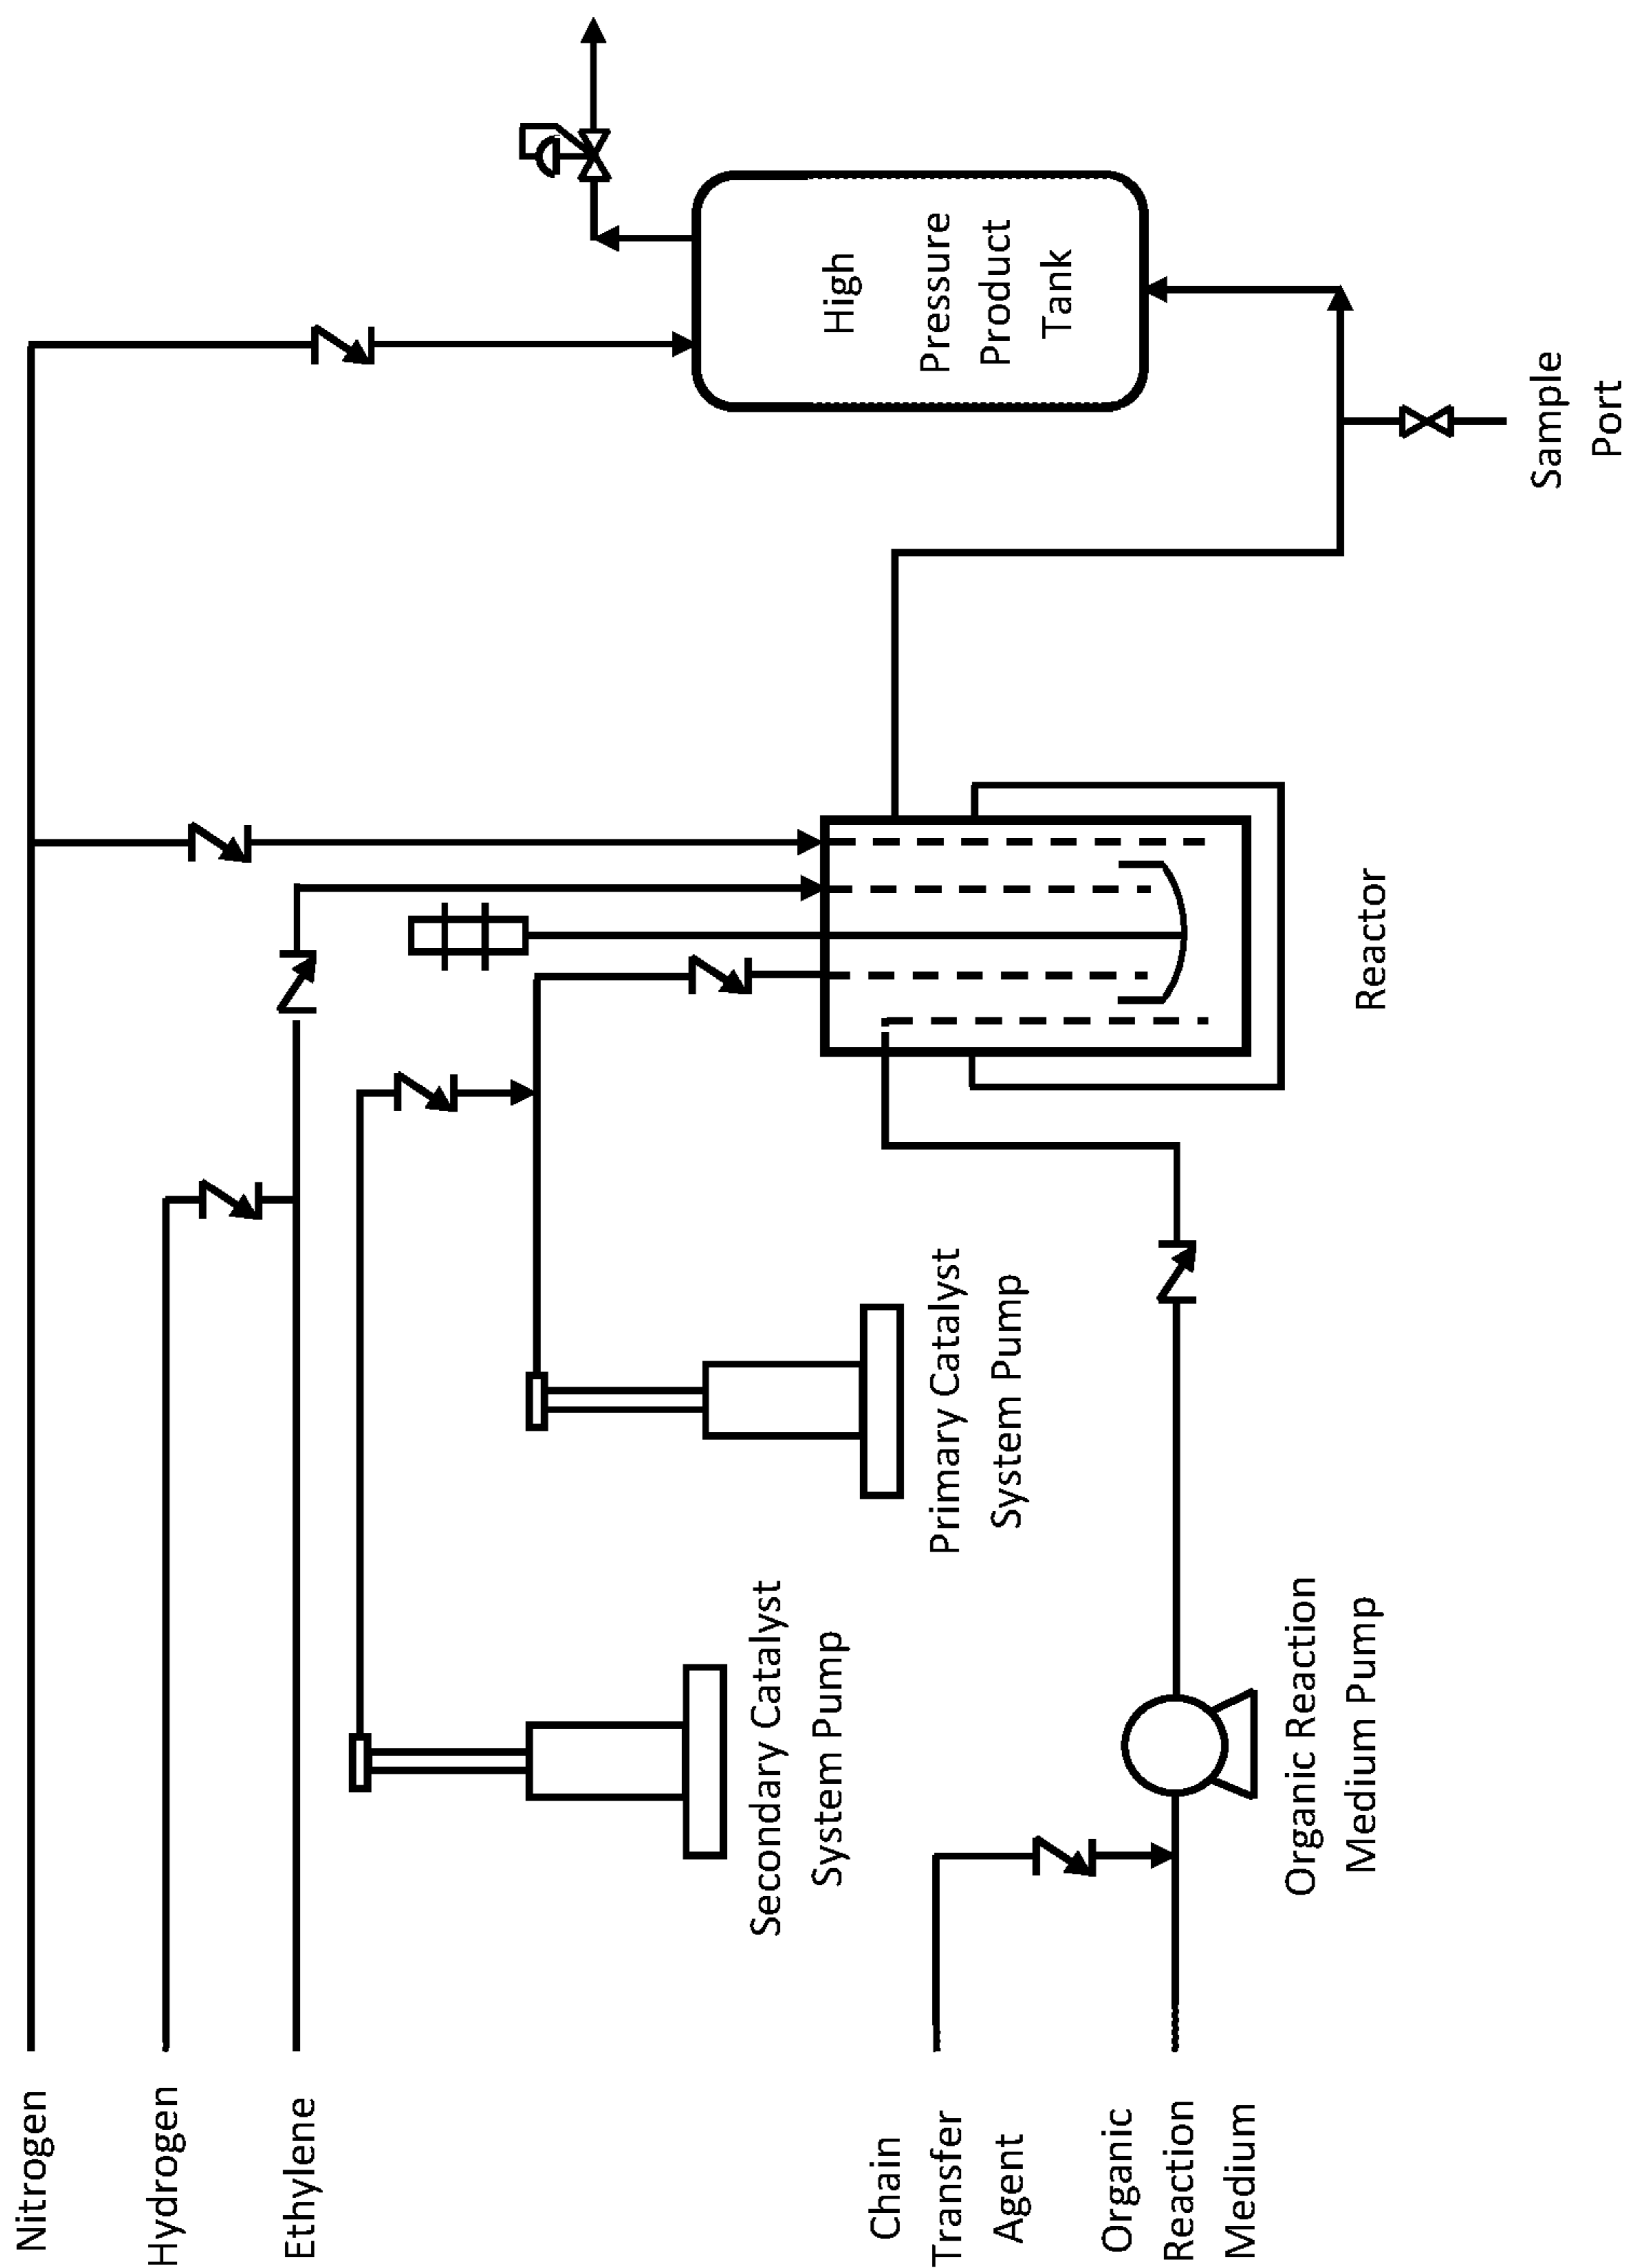 Nitrogen
Hydrogen
Ethylene
Secondary Catalyst
System Pump
Primary Catalyst
System Pump
Chain
Transfer
Agent
Organic
Reaction
Medium
Organic Reaction
Medium Pump
Reactor
High
Pressure
Product
Tank
Sample
Port